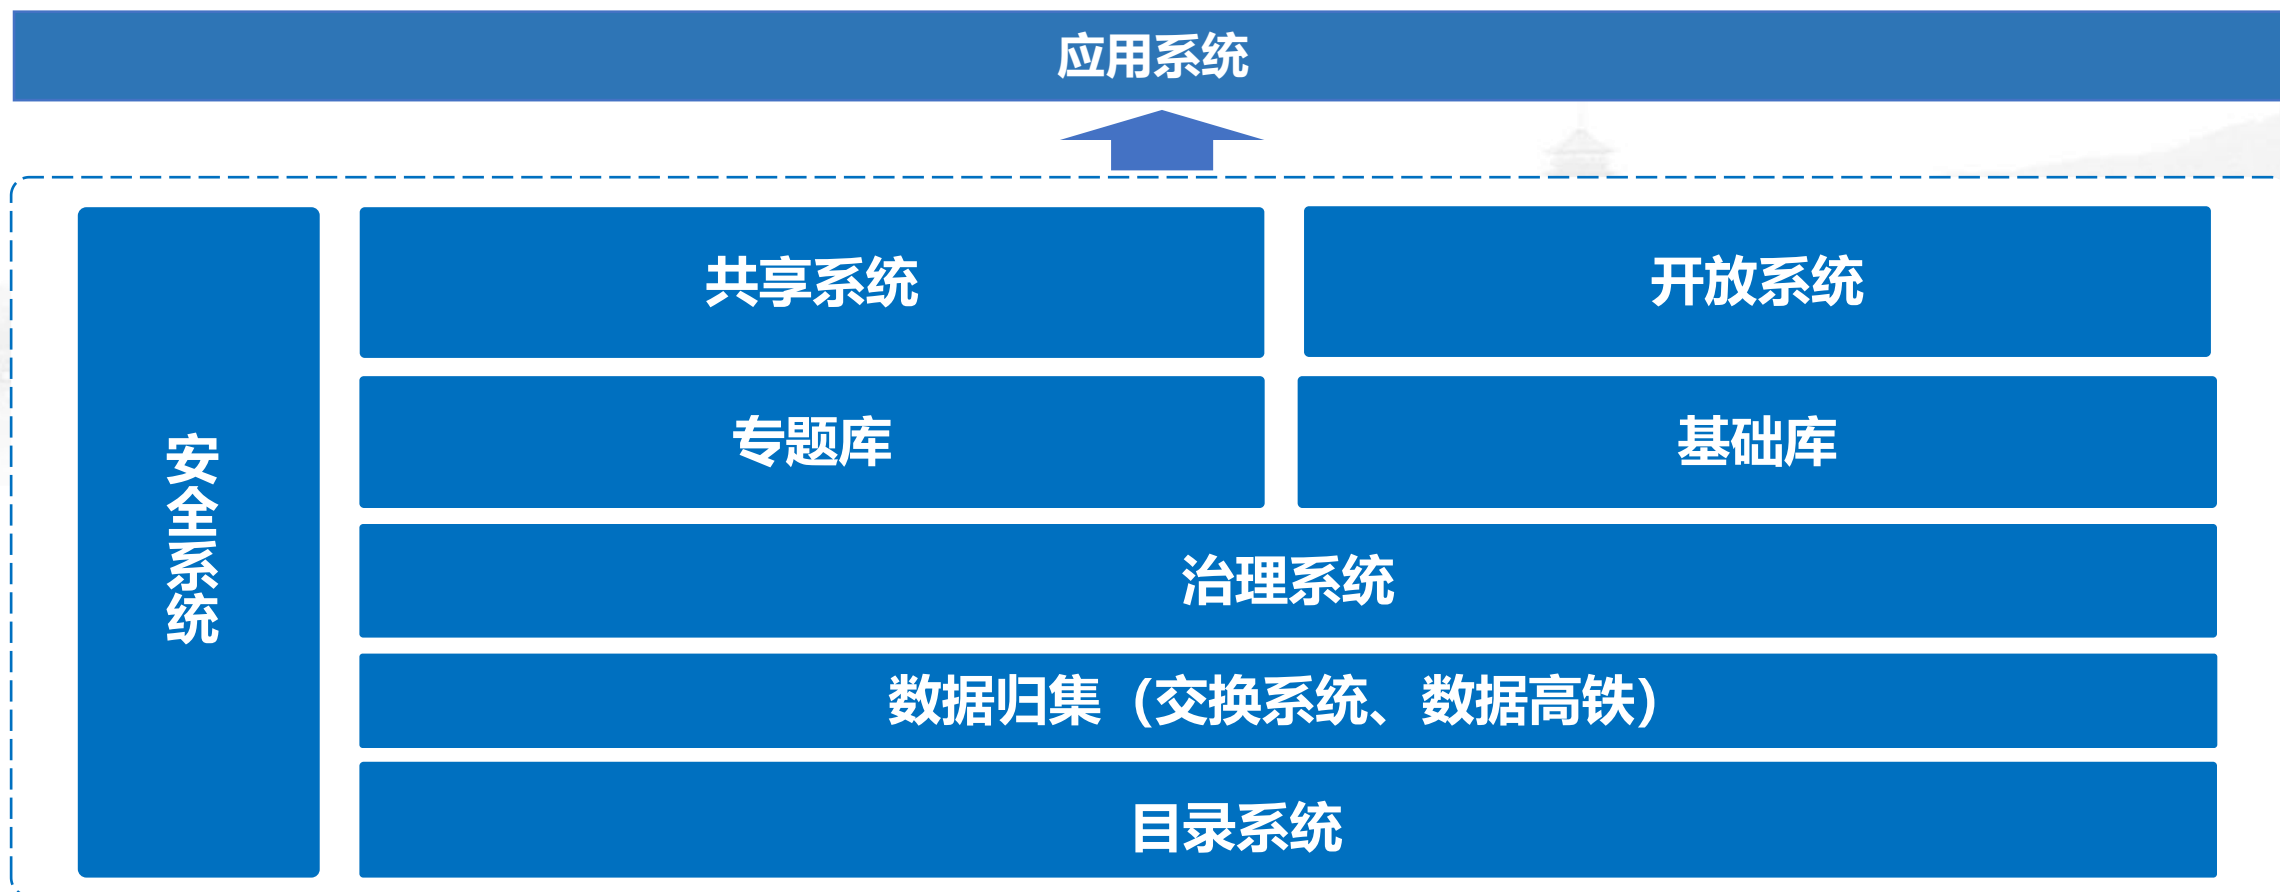 应用系统
安全系统
共享系统
开放系统
专题库
基础库
治理系统
数据归集（交换系统、数据高铁）
目录系统